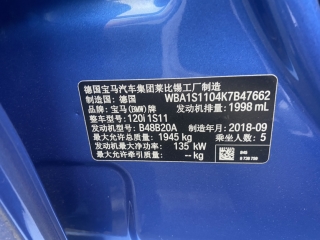 德国宝马汽车集团莱比锡工厂制造
制造国：德国 WBA1S1104K7B47662
品牌：宝马(BMW)牌 发动机排量：1998 mL
整车型号：120i 1S11
发动机型号：B48B20A 制造年月：2018-09
最大允许总质量：1945 kg 乘坐人数：5
发动机最大净功率：135 kW
最大允许牵引质量：-- kg